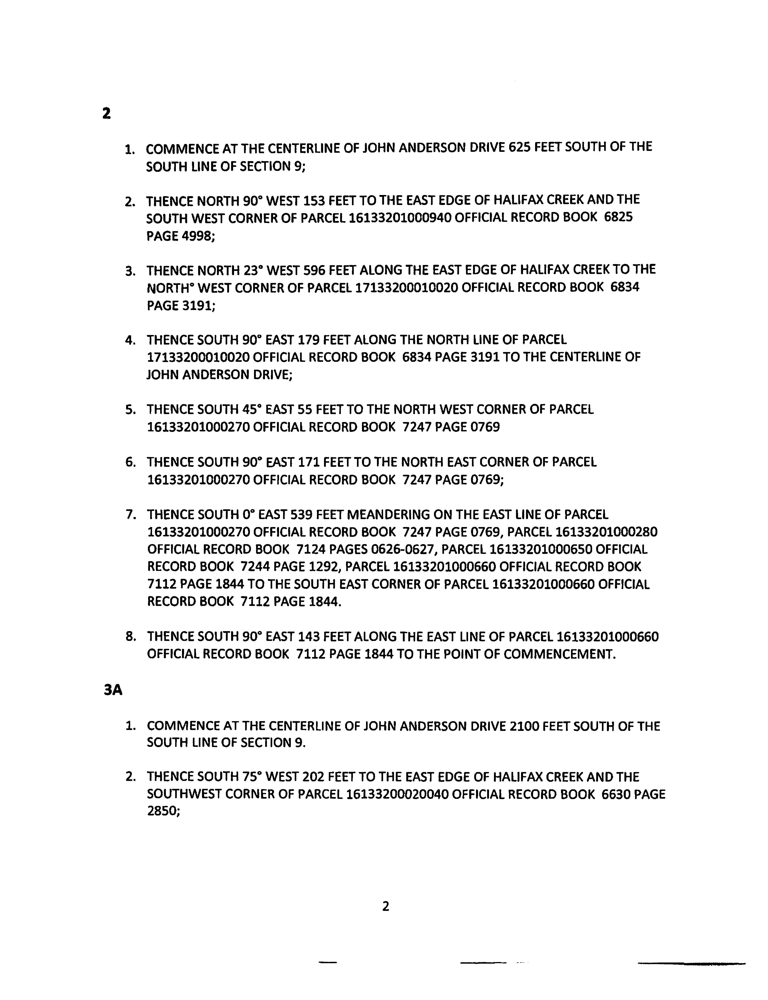 2
1. COMMENCE AT THE CENTERLINE OF JOHN ANDERSON DRIVE 625 FEET SOUTH OF THE
SOUTH LINE OF SECTION 9;
2. THENCE NORTH 90° WEST 153 FEET TO THE EAST EDGE OF HALIFAX CREEK AND THE
SOUTH WEST CORNER OF PARCEL 16133201000940 OFFICIAL RECORD BOOK 6825
PAGE 4998;
3. THENCE NORTH 23° WEST 596 FEET ALONG THE EAST EDGE OF HALIFAX CREEK TO THE
NORTH° WEST CORNER OF PARCEL 17133200010020 OFFICIAL RECORD BOOK 6834
PAGE 3191;
4. THENCE SOUTH 90° EAST 179 FEET ALONG THE NORTH LINE OF PARCEL
17133200010020 OFFICIAL RECORD BOOK 6834 PAGE 3191 TO THE CENTERLINE OF
JOHN ANDERSON DRIVE;
5. THENCE SOUTH 45° EAST 55 FEET TO THE NORTH WEST CORNER OF PARCEL
16133201000270 OFFICIAL RECORD BOOK 7247 PAGE 0769
6. THENCE SOUTH 90° EAST 171 FEET TO THE NORTH EAST CORNER OF PARCEL
16133201000270 OFFICIAL RECORD BOOK 7247 PAGE 0769;
7. THENCE SOUTH 0° EAST 539 FEET MEANDERING ON THE EAST LINE OF PARCEL
16133201000270 OFFICIAL RECORD BOOK 7247 PAGE 0769, PARCEL 16133201000280
OFFICIAL RECORD BOOK 7124 PAGES 0626-0627, PARCEL 16133201000650 OFFICIAL
RECORD BOOK 7244 PAGE 1292, PARCEL 16133201000660 OFFICIAL RECORD BOOK
7112 PAGE 1844 TO THE SOUTH EAST CORNER OF PARCEL 16133201000660 OFFICIAL
RECORD BOOK 7112 PAGE 1844.
8. THENCE SOUTH 90° EAST 143 FEET ALONG THE EAST LINE OF PARCEL 16133201000660
OFFICIAL RECORD BOOK 7112 PAGE 1844 TO THE POINT OF COMMENCEMENT.
3A
1. COMMENCE AT THE CENTERLINE OF JOHN ANDERSON DRIVE 2100 FEET SOUTH OF THE
SOUTH LINE OF SECTION 9.
2. THENCE SOUTH 75° WEST 202 FEET TO THE EAST EDGE OF HALIFAX CREEK AND THE
SOUTHWEST CORNER OF PARCEL 16133200020040 OFFICIAL RECORD BOOK 6630 PAGE
2850;
2